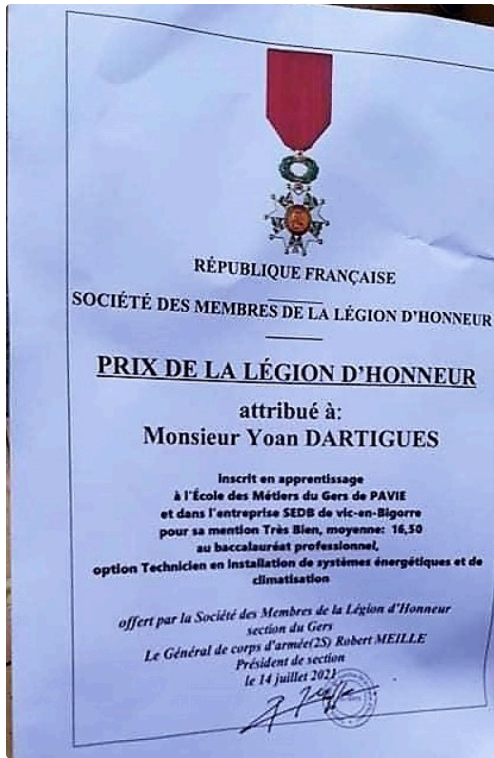 RÉPUBLIQUE FRANÇAISE
SOCIÉTÉ DES MEMBRES DE LA LÉGION D'HONNEUR
PRIX DE LA LÉGION D'HONNEUR
attribué à:
Monsieur Yoan DARTIGUES
inscrit en apprentissage
à l'École des Métiers du Gers de PAVIE
et dans l'entreprise SEDB de vic-en-Bigorre
pour sa mention Très Bien, moyenne: 16,50
au baccalauréat professionnel,
option Technicien en Installation de systèmes énergétiques et de
climatisation
offert par la Société des Membres de la Légion d'Honneur
section du Gers
Le Général de corps d'armée(2S) Robert MEILLE
Président de section
le 14 juillet 2021